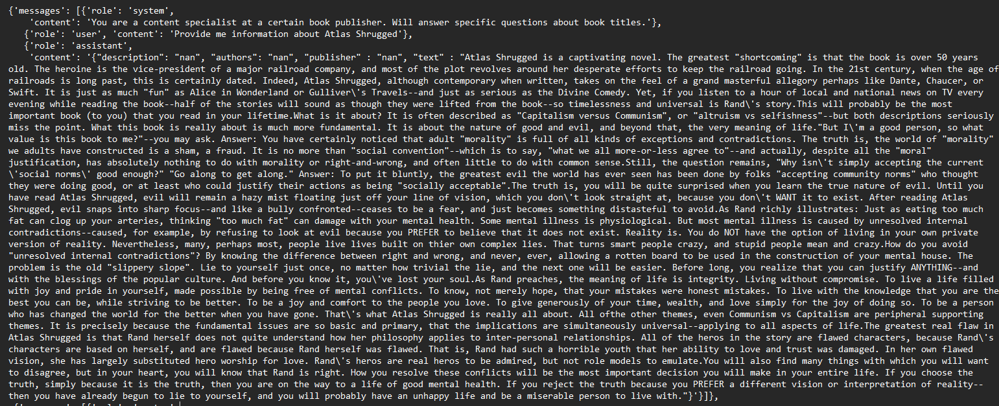 {'messages': [{'role': 'system',
'content': 'You are a content specialist at a certain book publisher. Will answer specific questions about book titles.'},
{'role': 'user', 'content': 'Provide me information about Atlas Shrugged'},
{'role': 'assistant',
'content': '{"description": "nan", "authors": "nan", "publisher" : "nan", "text" : "Atlas Shrugged is a captivating novel. The greatest "shortcoming" is that the book is over 50 years
old. The heroine is the vice-president of a major railroad company, and most of the plot revolves around her desperate efforts to keep the railroad going. In the 21st century, when the age of
railroads is long past, this is certainly dated. Indeed, Atlas Shrugged, although contemporary when written, takes on the feel of a grand masterful allegory perhaps like Dante, Chaucer, or
Swift. It is just as much "fun" as Alice in Wonderland or Gulliver\'s Travels--and just as serious as the Divine Comedy. Yet, if you listen to a hour of local and national news on TV every
evening while reading the book--half of the stories will sound as though they were lifted from the book--so timelessness and universal is Rand\'s story.This will probably be the most
important book (to you) that you read in your lifetime.What is it about? It is often described as "Capitalism versus Communism", or "altruism vs selfishness"--but both descriptions seriously
miss the point. What this book is really about is much more fundamental. It is about the nature of good and evil, and beyond that, the very meaning of life."But I\'m a good person, so what
value is this book to me?"--you may ask. Answer: You have certainly noticed that adult "morality" is full of all kinds of exceptions and contradictions. The truth is, the world of "morality"
we adults have constructed is a sham, a fraud. It is no more than "social convention"--which is to say, "what we all more-or-less agree to"--and actually, despite all the "moral"
justification, has absolutely nothing to do with morality or right-and-wrong, and often little to do with common sense.Still, the question remains, "Why isn\'t simply accepting the current
\'social norms\' good enough?" "Go along to get along." Answer: To put it bluntly, the greatest evil the world has ever seen has been done by folks "accepting community norms" who thought
they were doing good, or at least who could justify their actions as being "socially acceptable".The truth is, you will be quite surprised when you learn the true nature of evil. Until you
have read Atlas Shrugged, evil will remain a hazy mist floating just off your line of vision, which you don\'t look straight at, because you don\'t WANT it to exist. After reading Atlas
Shrugged, evil snaps into sharp focus--and like a bully confronted--ceases to be a fear, and just becomes something distasteful to avoid.As Rand richly illustrates: Just as eating too much
fat can clog up your arteries, thinking "too much fat" can damage with your mental health. Some mental illness is physiological. But most mental illness is caused by unresolved internal
contradictions--caused, for example, by refusing to look at evil because you PREFER to believe that it does not exist. Reality is. You do NOT have the option of living in your own private
version of reality. Nevertheless, many, perhaps most, people live lives built on thier own complex lies. That turns smart people crazy, and stupid people mean and crazy.How do you avoid
"unresolved internal contradictions"? By knowing the difference between right and wrong, and never, ever, allowing a rotten board to be used in the construction of your mental house. The
problem is the old "slippery slope". Lie to yourself just once, no matter how trivial the lie, and the next one will be easier. Before long, you realize that you can justify ANYTHING--and
with the blessings of the popular culture. And before you know it, you\'ve lost your soul.As Rand preaches, the meaning of life is integrity. Living without compromise. To live a life filled
with joy and pride in yourself, made possible by being free of mental conflicts. To know, not merely hope, that your mistakes were honest mistakes. To live with the knowledge that you are the
best you can be, while striving to be better. To be a joy and comfort to the people you love. To give generously of your time, wealth, and love simply for the joy of doing so. To be a person
who has changed the world for the better when you have gone. That\'s what Atlas Shrugged is really all about. All ofthe other themes, even Communism vs Capitalism are peripheral supporting
themes. It is precisely because the fundamental issues are so basic and primary, that the implications are simultaneously universal--applying to all aspects of life.The greatest real flaw in
Atlas Shrugged is that Rand herself does not quite understand how her philosophy applies to inter-personal relationships. All of the heros in the story are flawed characters, because Rand\'s
characters are based on herself, and are flawed because Rand herself was flawed. That is, Rand had such a horrible youth that her ability to love and trust was damaged. In her own flawed
vision, she has largely substituted hero worship for love. Rand\'s heros are real heros to be admired, but not role models to emulate.You will also find many things with which you will want
to disagree, but in your heart, you will know that Rand is right. How you resolve these conflicts will be the most important decision you will make in your entire life. If you choose the
truth, simply because it is the truth, then you are on the way to a life of good mental health. If you reject the truth because you PREFER a different vision or interpretation of reality--
then you have already begun to lie to yourself, and you will probably have an unhappy life and be a miserable person to live with."}'}]},